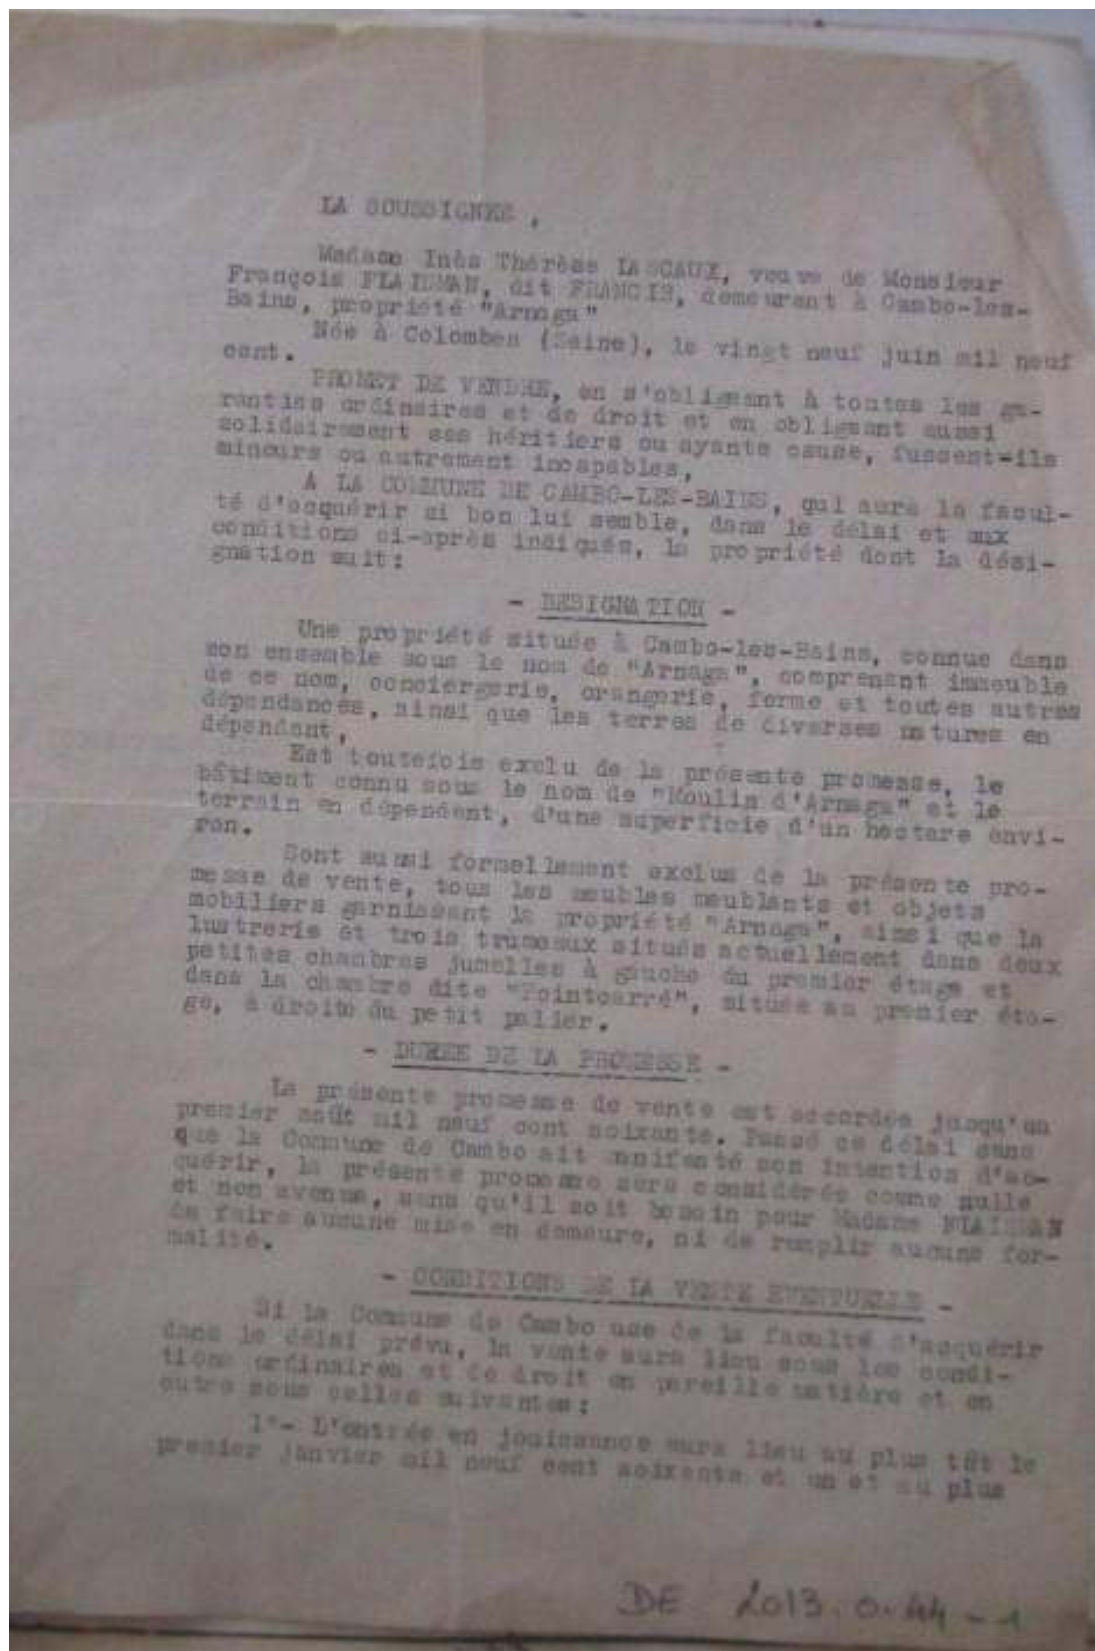 LA SOUSSIGNEE ,
Madame Inès Thérèse LASCAUX, veuve de Monsieur
François FLAISMAN, dit FRANCIS, demeurant à Cambo-les-
Bains, propriété "Arnaga"
Née à Colombes (Seine), le vingt neuf juin mil neuf
cent.
PROMET DE VENDRE, en s'obligeant à toutes les ga-
ranties ordinaires et de droit et en obligeant aussi
solidairement ses héritiers ou ayants cause, fussent-ils
mineurs ou autrement incapables,
A LA COMMUNE DE CAMBO-LES-BAINS, qui aura la facul-
té d'acquérir si bon lui semble, dans le délai et aux
conditions ci-après indiqués, la propriété dont la dési-
gnation suit:
- DESIGNATION -
Une propriété située à Cambo-les-Bains, connue dans
son ensemble sous le nom de "Arnaga", comprenant immeuble
de ce nom, conciergerie, orangerie, ferme et toutes autres
dépendances, ainsi que les terres de diverses natures en
dépendant,
Est toutefois exclu de la présente promesse, le
bâtiment connu sous le nom de "Moulin d'Arnaga" et le
terrain en dépendant, d'une superficie d'un hectare envi-
ron.
Sont aussi formellement exclus de la présente pro-
messe de vente, tous les meubles meublants et objets
mobiliers garnissant la propriété "Arnaga", ainsi que la
lustrerie et trois trumeaux situés actuellement dans deux
petites chambres jumelles à gauche du premier étage et
dans la chambre dite "Pointcarré", située au premier éta-
ge, à droite du petit palier.
- DUREE DE LA PROMESSE -
La présente promesse de vente est accordée jusqu'au
premier août mil neuf cent soixante. Passé ce délai sans
que la Commune de Cambo ait manifesté son intention d'ac-
quérir, la présente promesse sera considérée comme nulle
et non avenue, sans qu'il soit besoin pour Madame FLAISMAN
de faire aucune mise en demeure, ni de remplir aucune for-
malité.
- CONDITIONS DE LA VENTE EVENTUELLE -
Si la Commune de Cambo use de la faculté d'acquérir
dans le délai prévu, la vente aura lieu sous les condi-
tions ordinaires et de droit en pareille matière et en
outre sous celles suivantes:
1°- L'entrée en jouissance aura lieu au plus tôt le
premier janvier mil neuf cent soixante et un et au plus
DE 2013.0.44-1